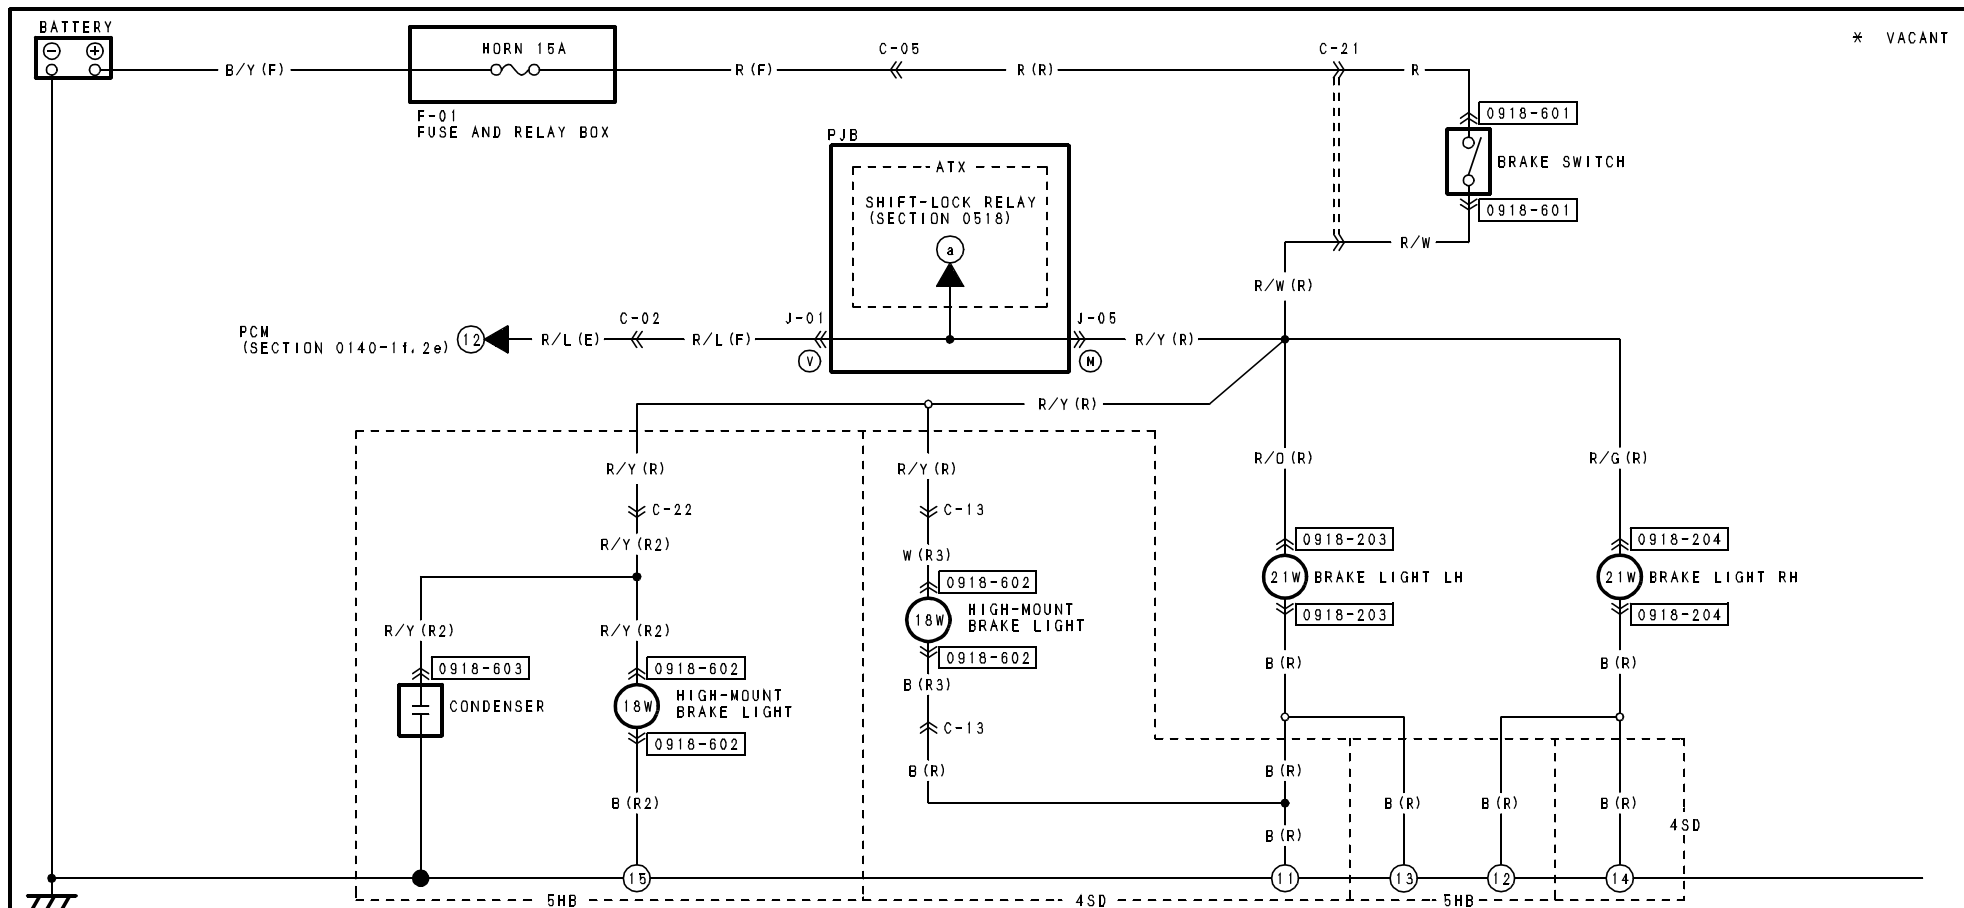 BATTERY
* VACANT
HORN 15A
C-05
C-21
B/Y (F)
R (F)
R (R)
R
F-01
FUSE AND RELAY BOX
0918-601
PJB
ATX
BRAKE SWITCH
SHIFT-LOCK RELAY
(SECTION 0518)
0918-601
a
R/W
R/W (R)
C-02
J-01
J-05
PCM
(SECTION 0140-1f,2e)
12
R/L (E)
R/L (F)
R/Y (R)
V
M
R/Y (R)
R/Y (R)
R/Y (R)
R/O (R)
R/G (R)
C-22
C-13
R/Y (R2)
W (R3)
0918-203
0918-204
21W
BRAKE LIGHT LH
21W
BRAKE LIGHT RH
0918-602
18W
HIGH-MOUNT
BRAKE LIGHT
0918-203
0918-204
R/Y (R2)
R/Y (R2)
0918-602
0918-603
0918-602
B (R)
B (R)
B (R3)
CONDENSER
18W
HIGH-MOUNT
BRAKE LIGHT
C-13
0918-602
B (R)
B (R)
B (R2)
B (R)
B (R)
B (R)
4SD
B (R)
15
11
13
12
14
5HB
4SD
5HB